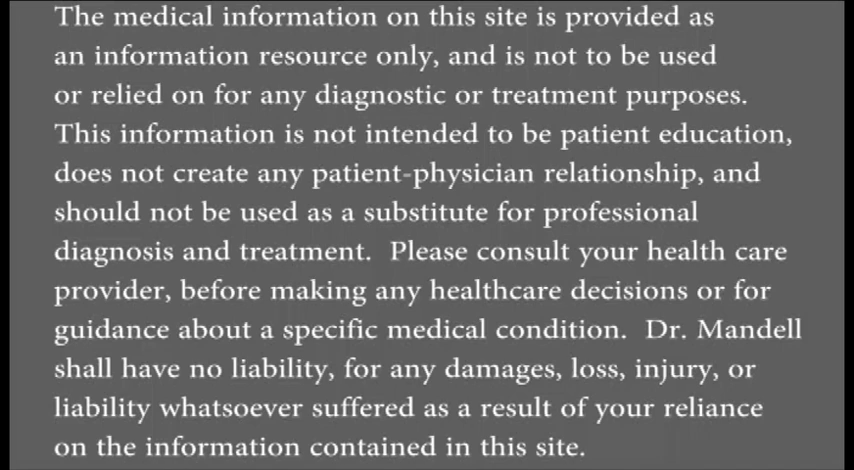 The medical information on this site is provided as
an information resource only, and is not to be used
or relied on for any diagnostic or treatment purposes.
This information is not intended to be patient education,
does not create any patient-physician relationship, and
should not be used as a substitute for professional
diagnosis and treatment.  Please consult your health care
provider, before making any healthcare decisions or for
guidance about a specific medical condition.  Dr. Mandell
shall have no liability, for any damages, loss, injury, or
liability whatsoever suffered as a result of your reliance
on the information contained in this site.